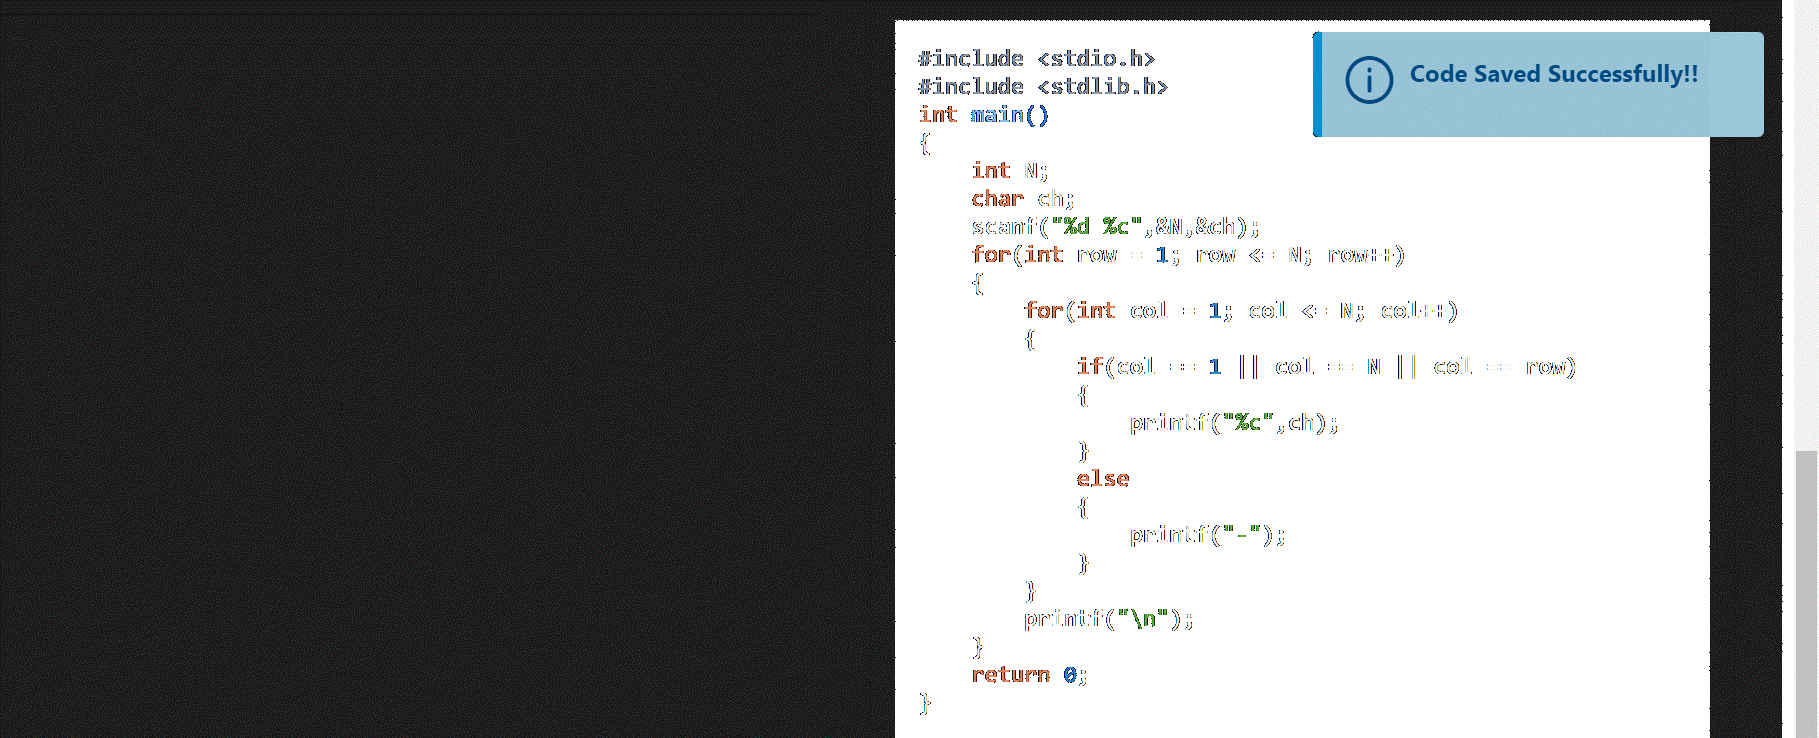 #include <stdio.h>
#include <stdlib.h>
int main()
{
    int N;
    char ch;
    scanf("%d %c",&N,&ch);
    for(int row = 1; row <= N; row++)
    {
        for(int col = 1; col <= N; col++)
        {
            if(col == 1 || col == N || col == row)
            {
                printf("%c",ch);
            }
            else
            {
                printf("-");
            }
        }
        printf("\n");
    }
    return 0;
}
Code Saved Successfully!!